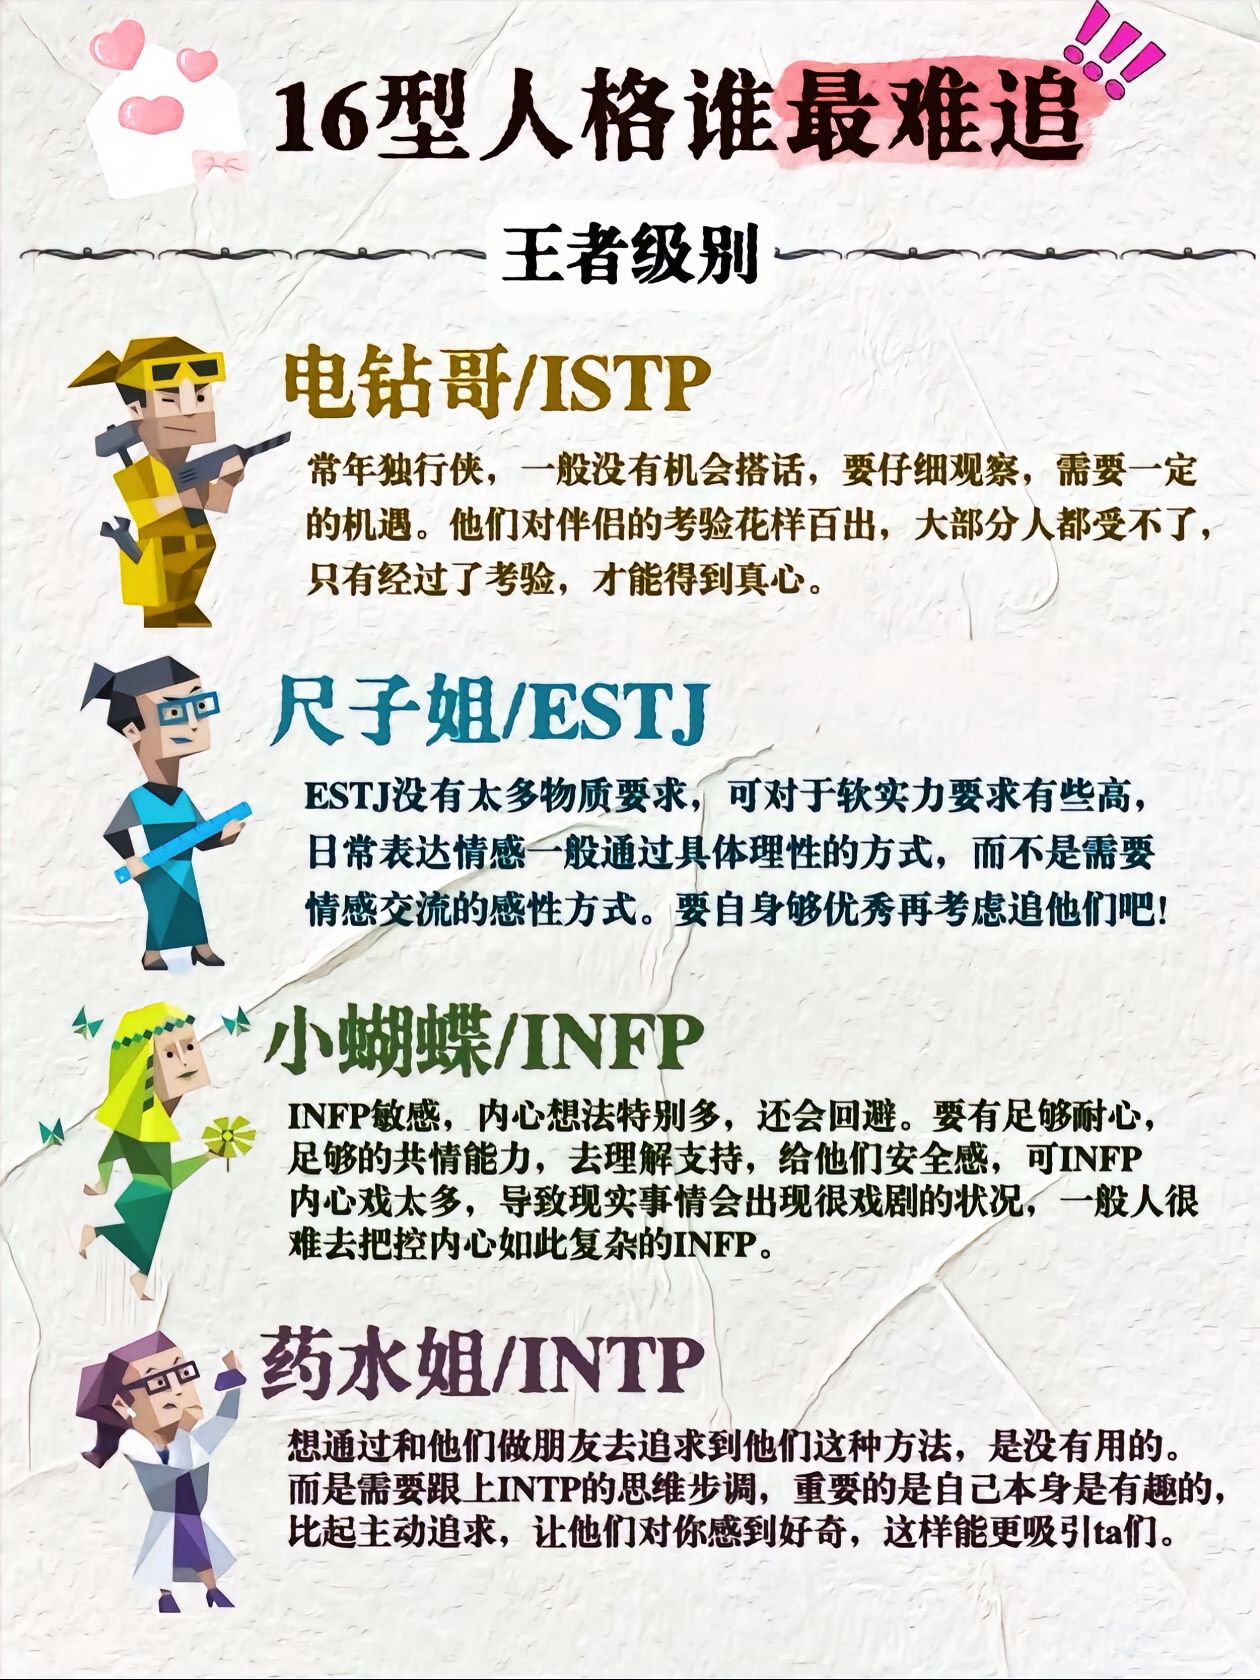 16型人格谁最难追!!!
王者级别
电钻哥/ISTP
常年独行侠，一般没有机会搭话，要仔细观察，需要一定
的机遇。他们对伴侣的考验花样百出，大部分人都受不了，
只有经过了考验，才能得到真心。
尺子姐/ESTJ
ESTJ没有太多物质要求，可对于软实力要求有些高，
日常表达情感一般通过具体理性的方式，而不是需要
情感交流的感性方式。要自身够优秀再考虑追他们吧!
小蝴蝶/INFP
INFP敏感，内心想法特别多，还会回避。要有足够耐心，
足够的共情能力，去理解支持，给他们安全感，可INFP
内心戏太多，导致现实事情会出现很戏剧的状况，一般人很
难去把控内心如此复杂的INFP。
药水姐/INTP
想通过和他们做朋友去追求到他们这种方法，是没有用的。
而是需要跟上INTP的思维步调，重要的是自己本身是有趣的，
比起主动追求，让他们对你感到好奇，这样能更吸引ta们。